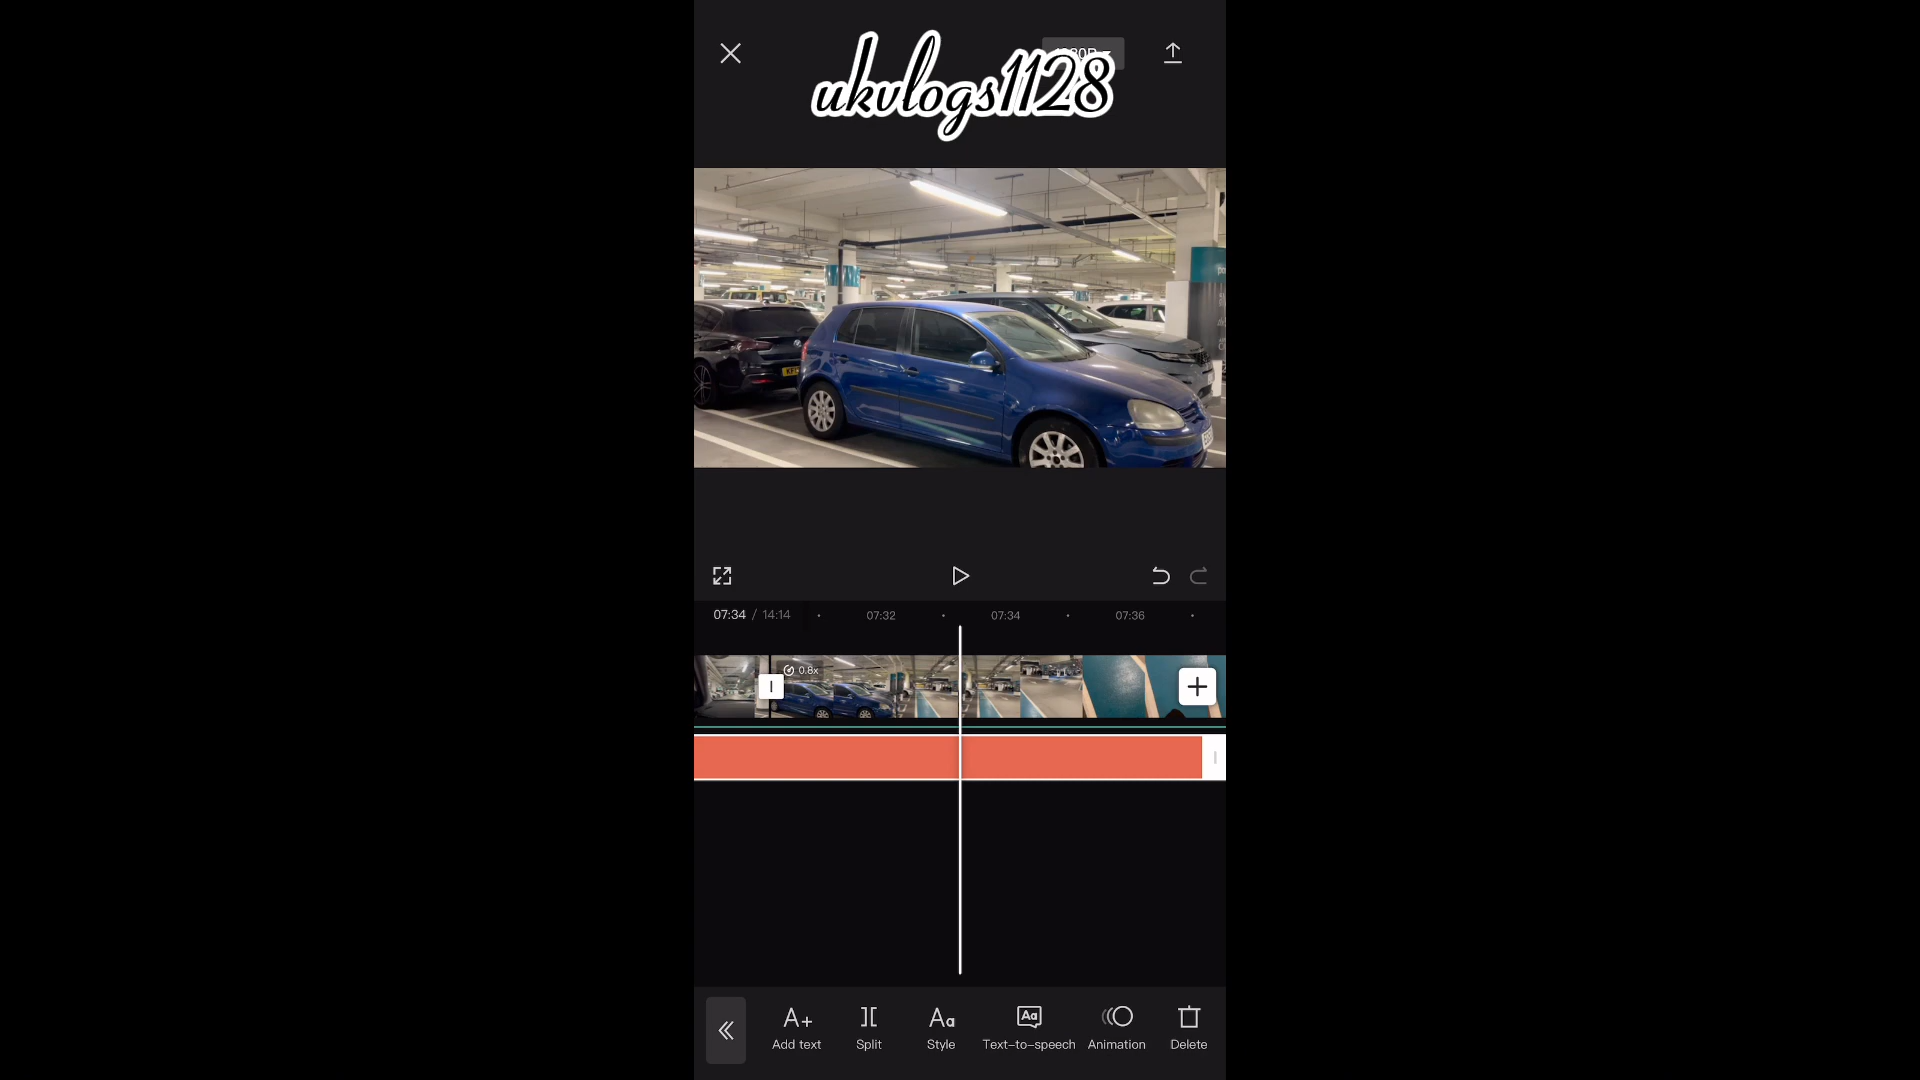 ukvlogs1128
07:34 / 14:14
07:32
07:34
07:36
0.8x
Add text
Split
Style
Text-to-speech
Animation
Delete